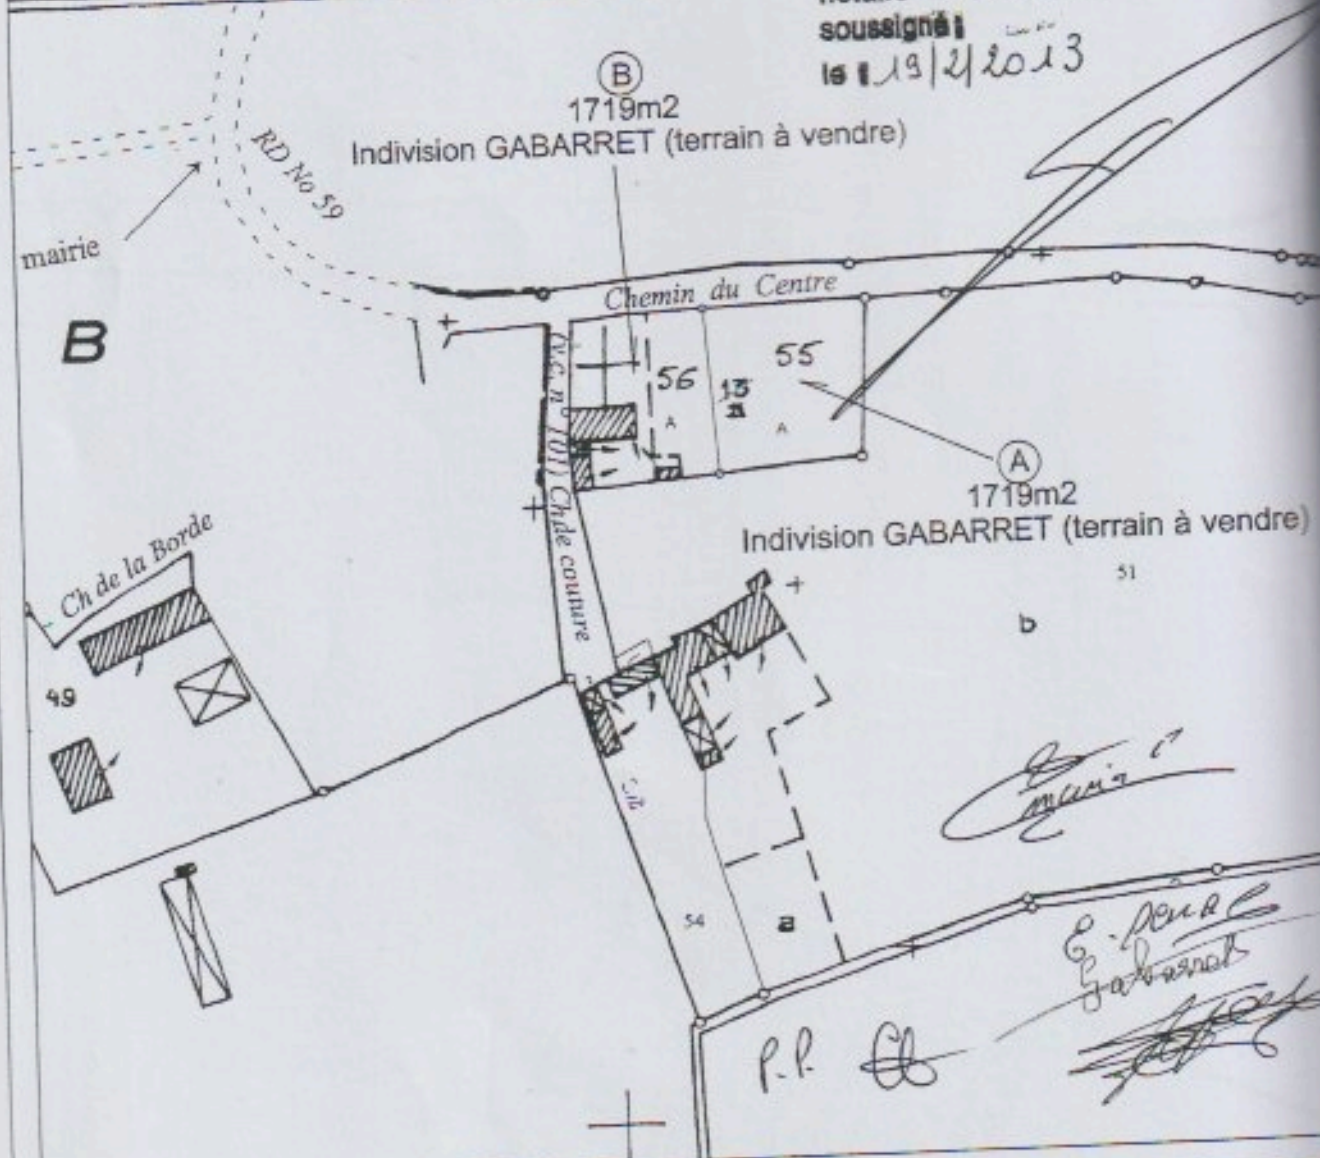 soussigné:
le : 19/2/2013
B
1719m2
Indivision GABARRET (terrain à vendre)
RD No 59
mairie
B
Chemin du Centre
56
13
a
55
A
A
(V.C. n° 101) Ch de couture
A
1719m2
Indivision GABARRET (terrain à vendre)
51
b
Ch de la Borde
49
54
a
P.P.